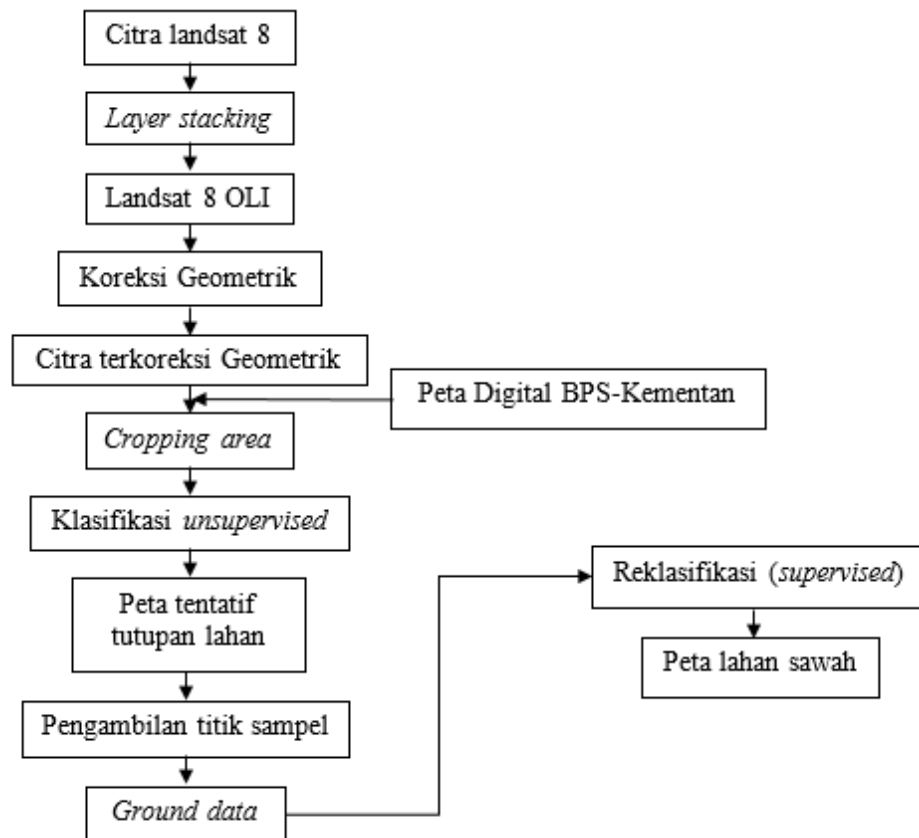 Citra landsat 8
Layer stacking
Landsat 8 OLI
Koreksi Geometrik
Citra terkoreksi Geometrik
Peta Digital BPS-Kementan
Cropping area
Klasifikasi unsupervised
Peta tentatif
tutupan lahan
Pengambilan titik sampel
Ground data
Reklasifikasi (supervised)
Peta lahan sawah